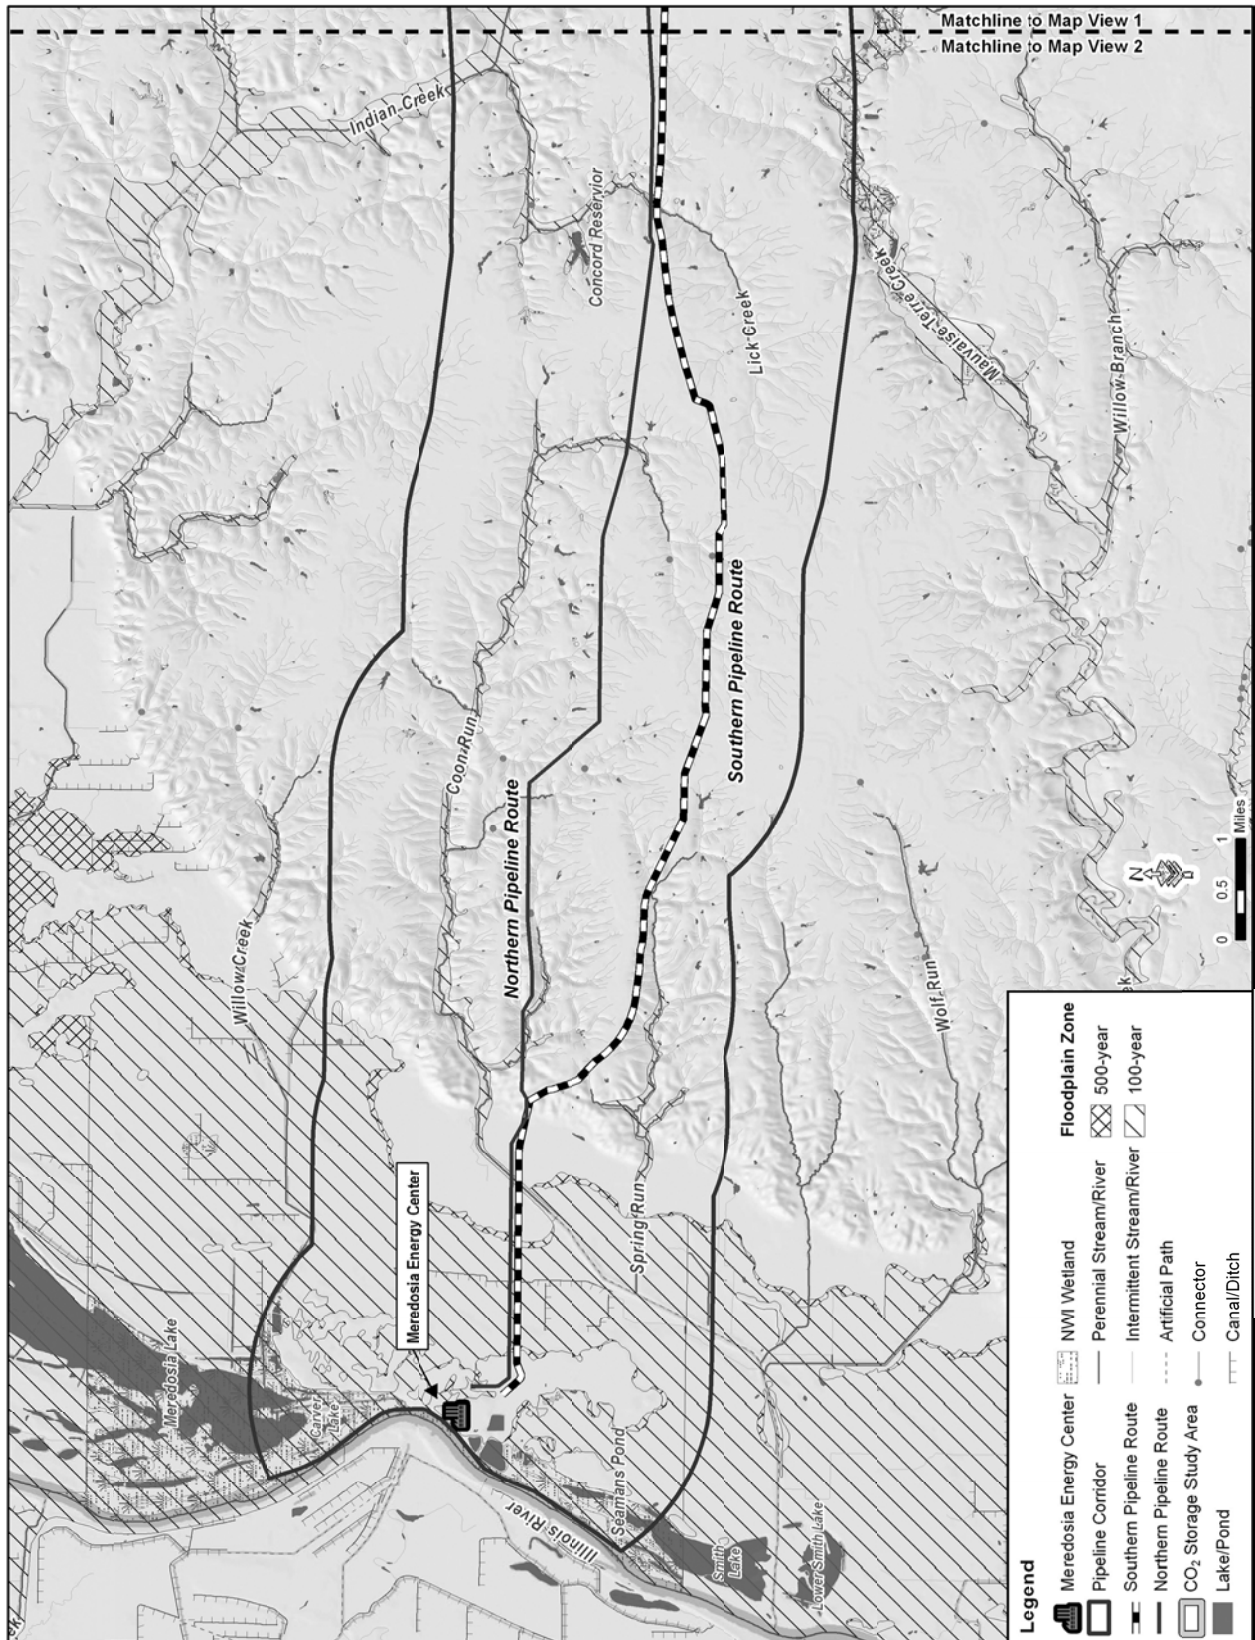 Matchline to Map View 1
Matchline to Map View 2
Indian Creek
Concord Reservior
Lick Creek
Mauvaise Terre Creek
Willow Branch
Coon Run
Willow Creek
Northern Pipeline Route
Southern Pipeline Route
Wolf Run
Spring Run
Meredosia Energy Center
Meredosia Lake
Carver
Lake
Seamans Pond
Illinois River
Smith
Lake
Lower Smith Lake
ek
ek
N
0 0.5 1
Miles
Legend
Meredosia Energy Center
Pipeline Corridor
Southern Pipeline Route
Northern Pipeline Route
CO₂ Storage Study Area
Lake/Pond
NWI Wetland
Perennial Stream/River
Intermittent Stream/River
Artificial Path
Connector
Canal/Ditch
Floodplain Zone
500-year
100-year